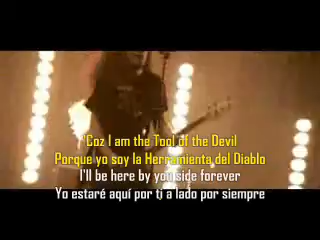 'Coz I am the Tool of the Devil
Porque yo soy la Herramienta del Diablo
I'll be here by you side forever
Yo estaré aquí por ti a lado por siempre